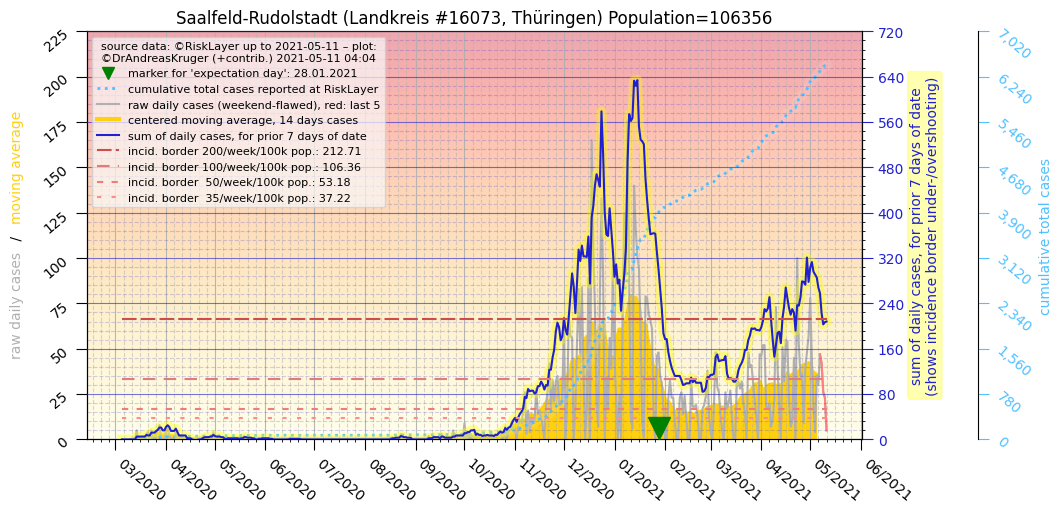 Saalfeld-Rudolstadt (Landkreis #16073, Thüringen) Population=106356
source data: ©RiskLayer up to 2021-05-11 – plot:
©DrAndreasKruger (+contrib.) 2021-05-11 04:04
marker for 'expectation day': 28.01.2021
cumulative total cases reported at RiskLayer
raw daily cases (weekend-flawed), red: last 5
centered moving average, 14 days cases
sum of daily cases, for prior 7 days of date
incid. border 200/week/100k pop.: 212.71
incid. border 100/week/100k pop.: 106.36
incid. border  50/week/100k pop.: 53.18
incid. border  35/week/100k pop.: 37.22
raw daily cases  /  moving average
225
200
175
150
125
100
75
50
25
0
720
640
560
480
400
320
240
160
80
0
sum of daily cases, for prior 7 days of date
(shows incidence border under-/overshooting)
7,020
6,240
5,460
4,680
3,900
3,120
2,340
1,560
780
0
cumulative total cases
03/2020
04/2020
05/2020
06/2020
07/2020
08/2020
09/2020
10/2020
11/2020
12/2020
01/2021
02/2021
03/2021
04/2021
05/2021
06/2021